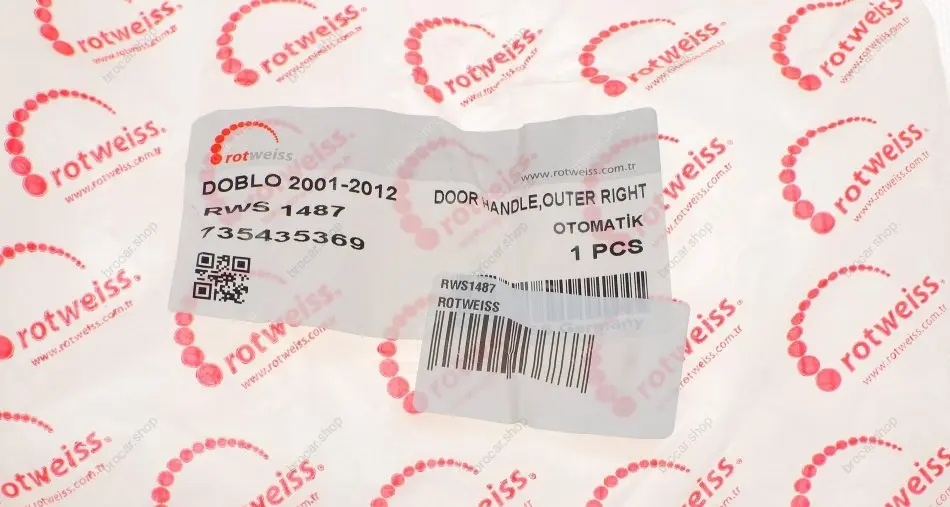 rotweiss
www.rotweiss.com.tr
DOBLO 2001-2012
RWS 1487
735435369
DOOR HANDLE,OUTER RIGHT
OTOMATİK
1 PCS
RWS1487
ROTWEISS
Germany
rotweiss.
www.rotweiss.com.tr
brocar.shop